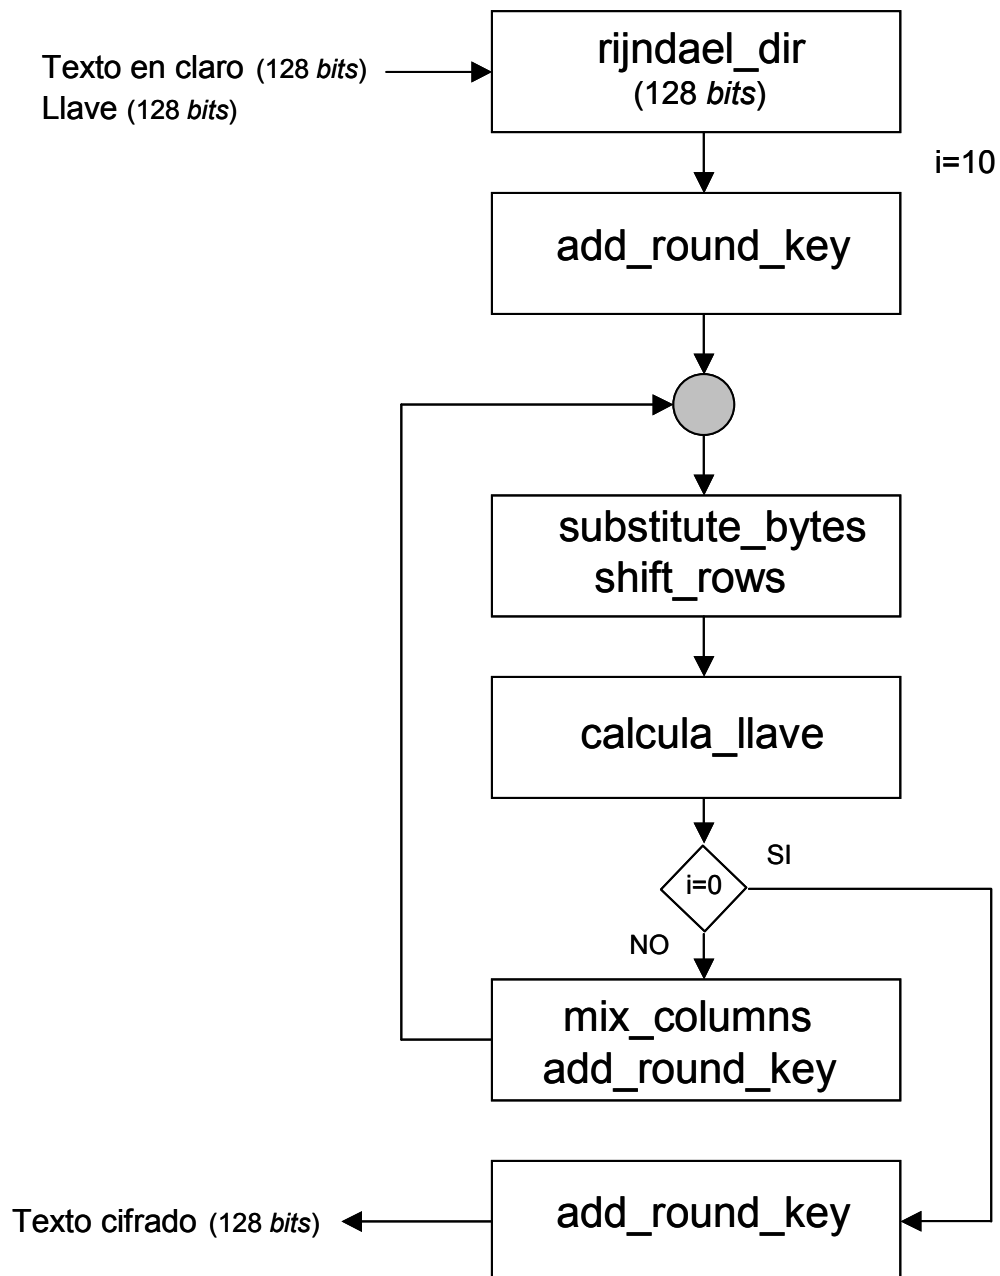 rijndael_dir
(128 bits)
Texto en claro (128 bits)
Llave (128 bits)
i=10
add_round_key
substitute_bytes
shift_rows
calcula_llave
i=0
SI
NO
mix_columns
add_round_key
add_round_key
Texto cifrado (128 bits)